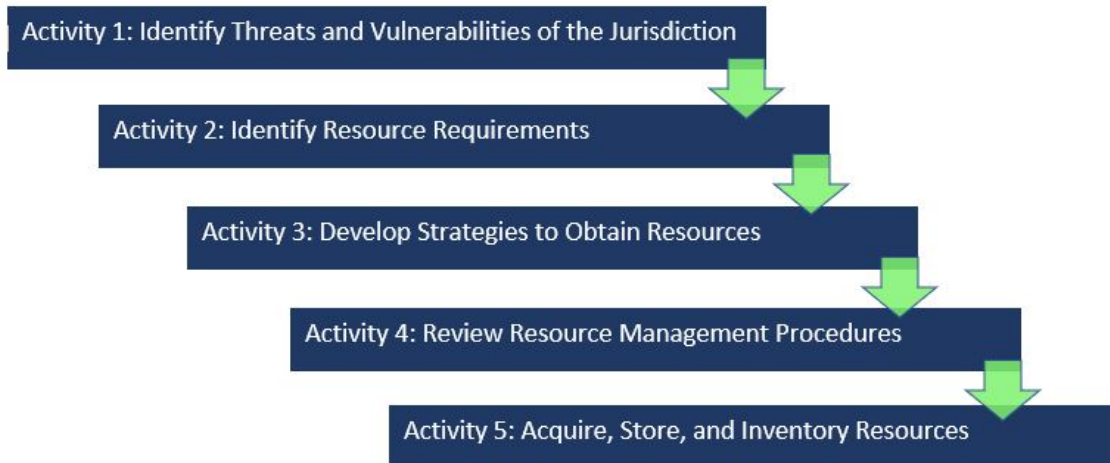 Activity 1: Identify Threats and Vulnerabilities of the Jurisdiction
Activity 2: Identify Resource Requirements
Activity 3: Develop Strategies to Obtain Resources
Activity 4: Review Resource Management Procedures
Activity 5: Acquire, Store, and Inventory Resources